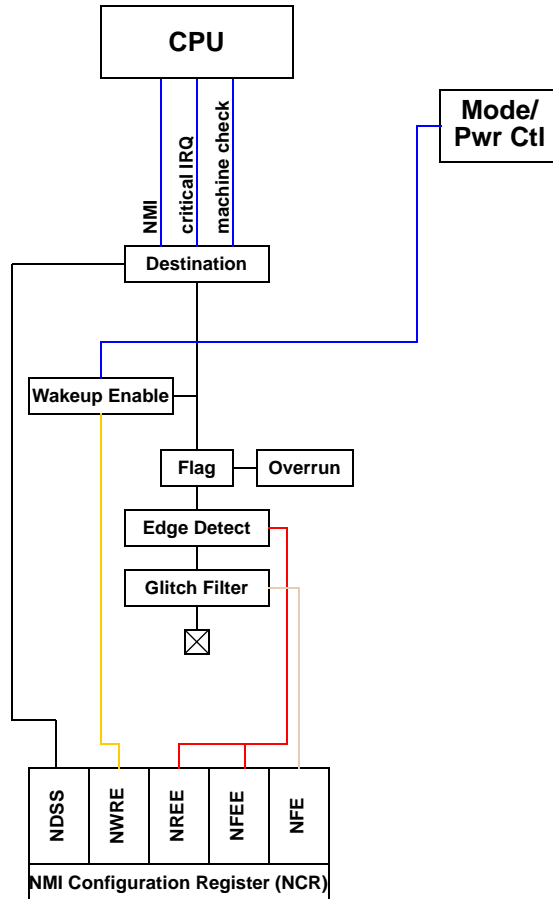 CPU
Mode/
Pwr Ctl
NMI
critical IRQ
machine check
Destination
Wakeup Enable
Flag
Overrun
Edge Detect
Glitch Filter
NDSS
NWRE
NREE
NFEE
NFE
NMI Configuration Register (NCR)